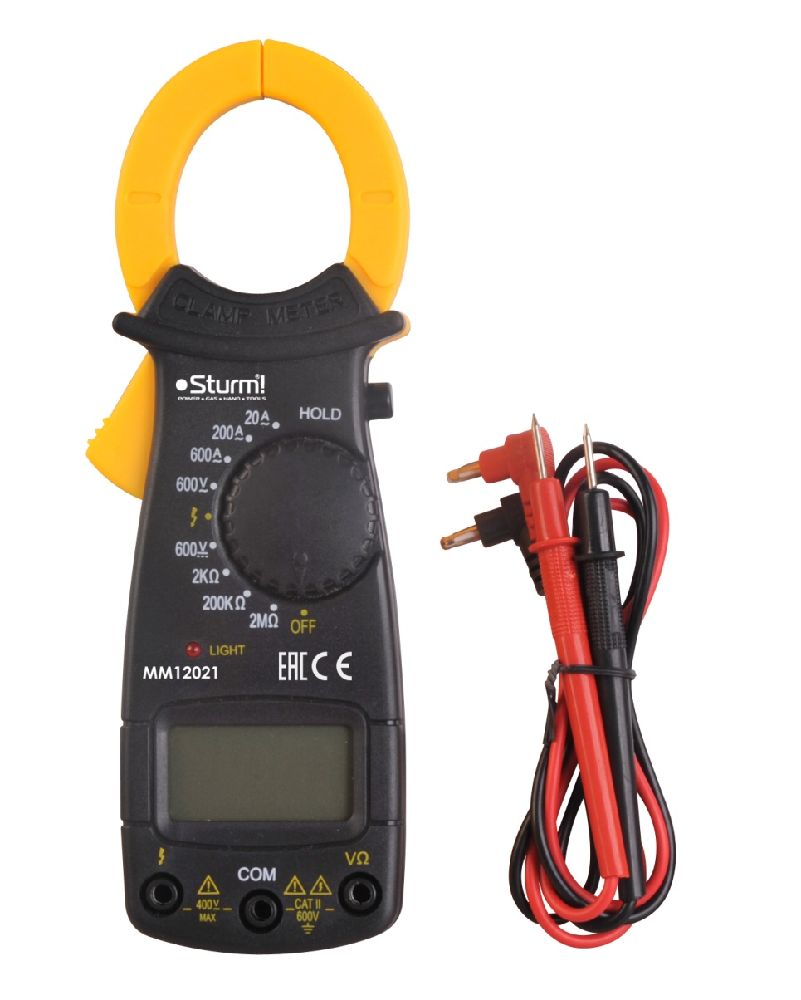 CLAMP METER
Sturm!®
POWER • GAS • HAND • TOOLS
HOLD
20A
200A
600A
600V
600V
2KΩ
200KΩ
2MΩ
OFF
LIGHT
MM12021
EAC CE
COM
VΩ
400V
MAX
CAT II
600V